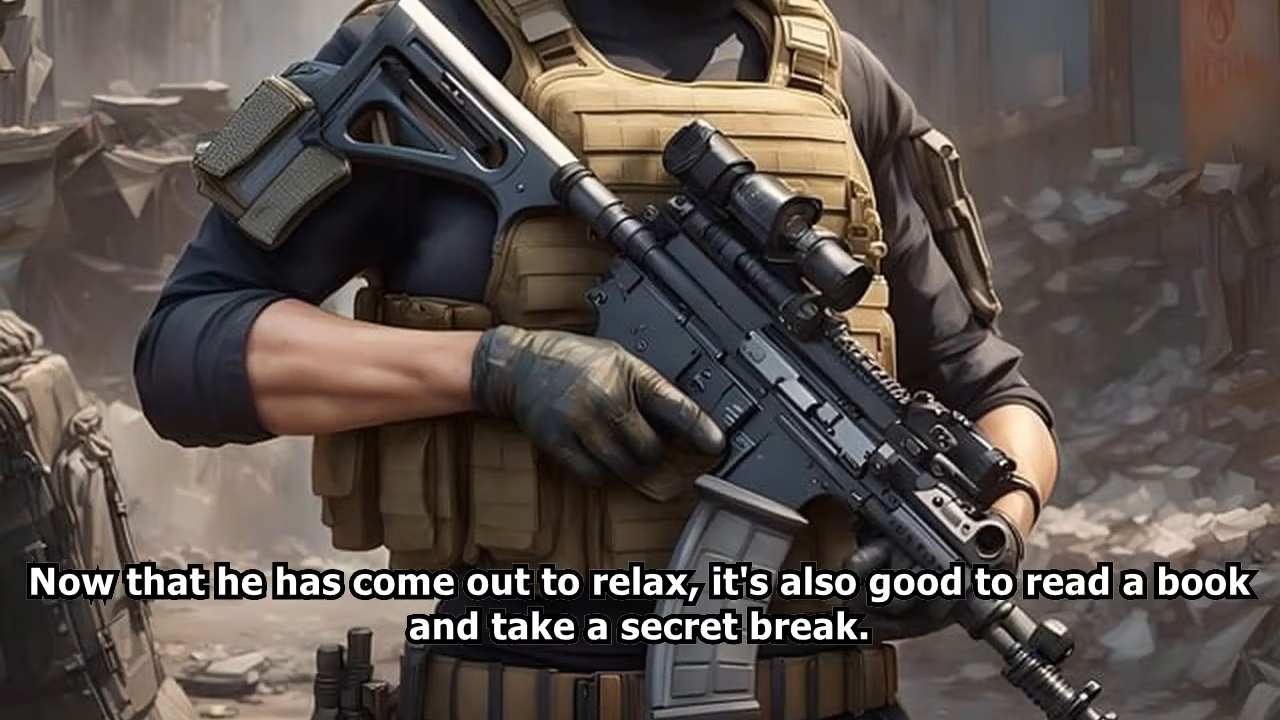 Now that he has come out to relax, it's also good to read a book
and take a secret break.